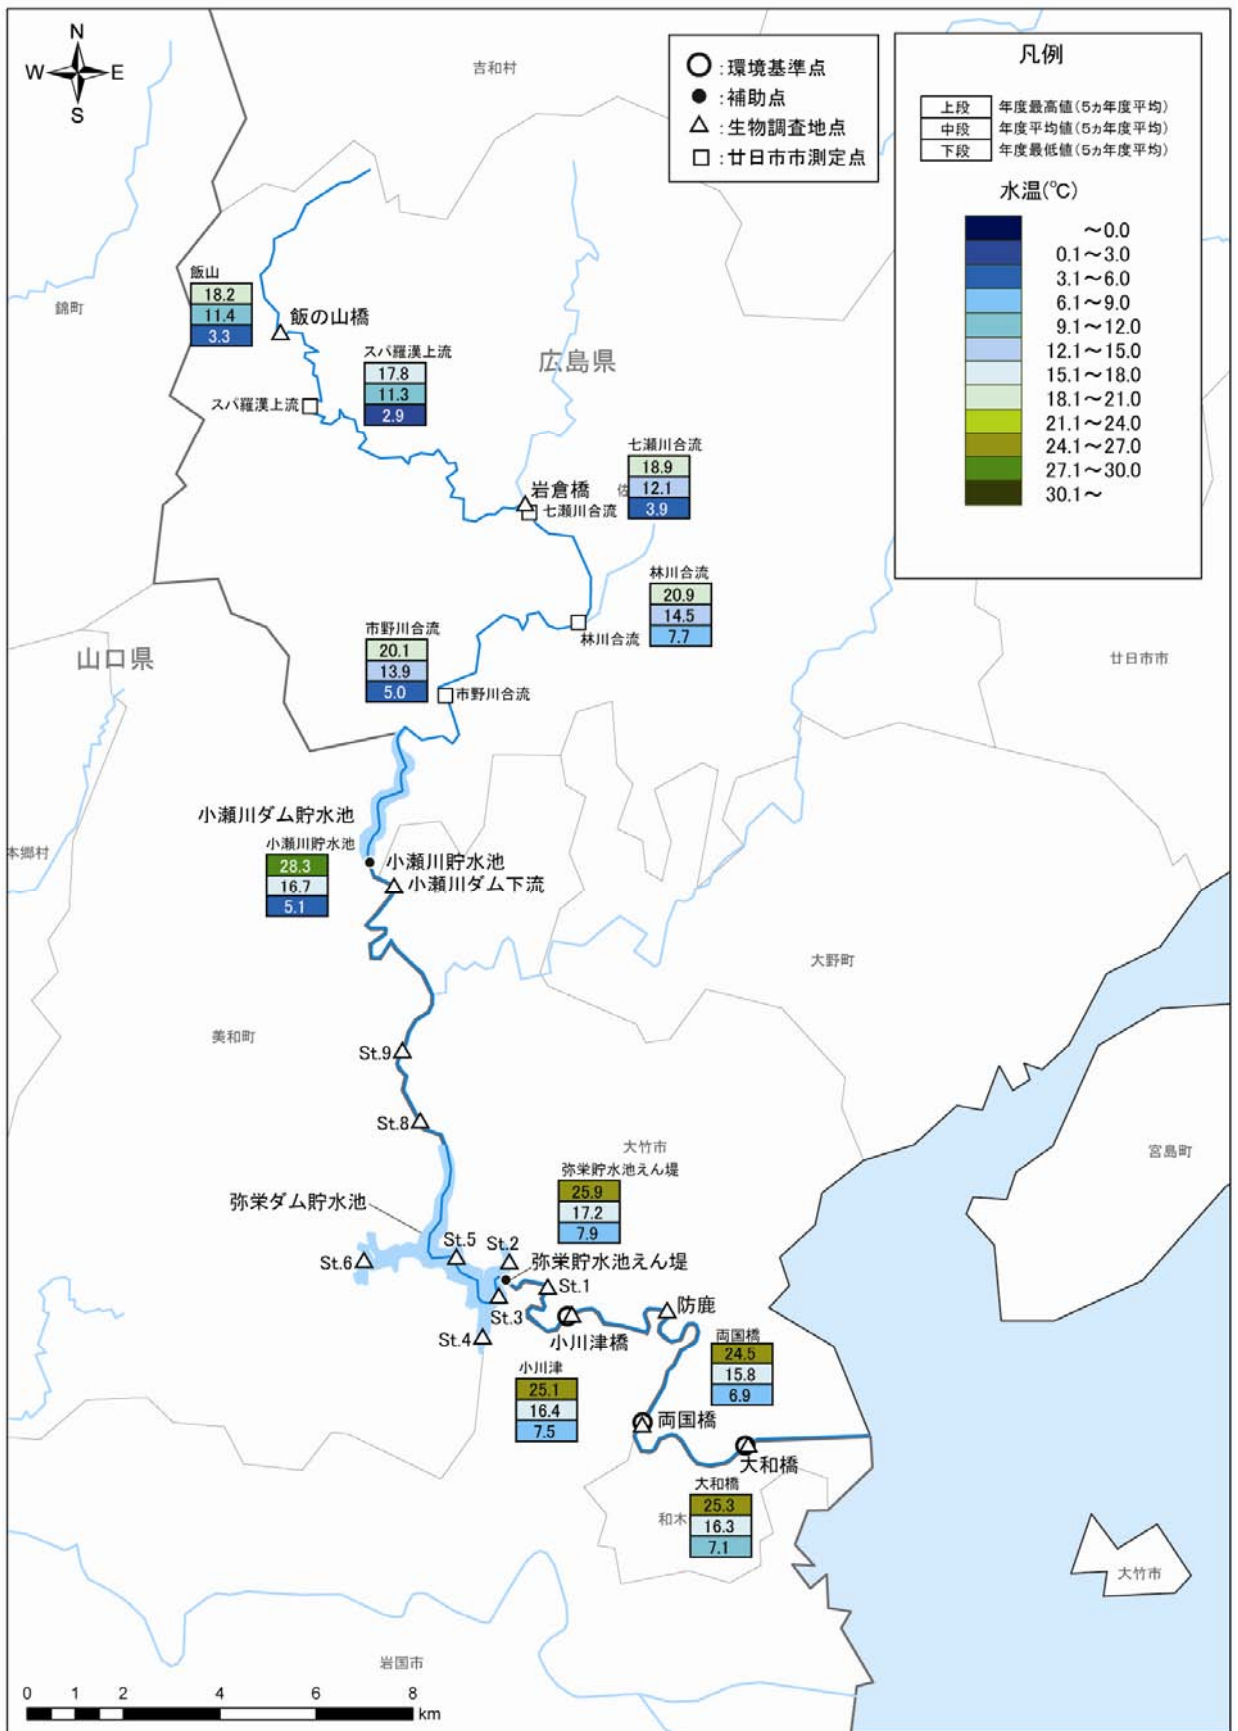 N
W
E
S
吉和村
○:環境基準点
●:補助点
△:生物調査地点
□:廿日市市測定点
凡例
上段 年度最高値(5ヵ年度平均)
中段 年度平均値(5ヵ年度平均)
下段 年度最低値(5ヵ年度平均)
水温(℃)
～0.0
0.1～3.0
3.1～6.0
6.1～9.0
9.1～12.0
12.1～15.0
15.1～18.0
18.1～21.0
21.1～24.0
24.1～27.0
27.1～30.0
30.1～
錦町
飯山
18.2
11.4
3.3
飯の山橋
スパ羅漢上流
17.8
11.3
2.9
スパ羅漢上流
広島県
七瀬川合流
18.9
12.1
3.9
岩倉橋
佐
七瀬川合流
林川合流
20.9
14.5
7.7
林川合流
市野川合流
20.1
13.9
5.0
市野川合流
山口県
廿日市市
小瀬川ダム貯水池
小瀬川貯水池
28.3
16.7
5.1
本郷村
小瀬川貯水池
小瀬川ダム下流
大野町
美和町
St.9
St.8
大竹市
宮島町
弥栄貯水池えん堤
25.9
17.2
7.9
弥栄ダム貯水池
St.5
St.2
St.6
弥栄貯水池えん堤
St.1
St.3
St.4
小川津橋
防鹿
小川津
25.1
16.4
7.5
両国橋
24.5
15.8
6.9
両国橋
大和橋
大和橋
25.3
16.3
7.1
和木
大竹市
岩国市
0 1 2 4 6 8
km